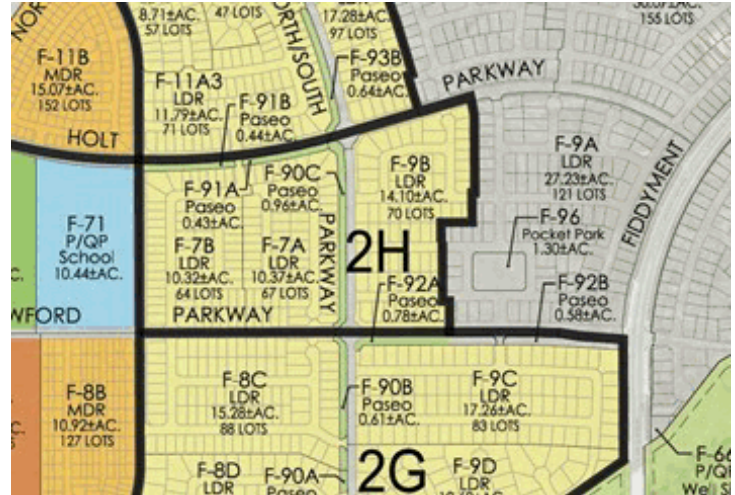 8.71±AC.
57 LOTS
47 LOTS
NORTH/SOUTH
17.28±AC.
97 LOTS
155 LOTS
F-11B
MDR
15.07±AC.
152 LOTS
F-11A3
LDR
11.79±AC.
71 LOTS
F-93B
Paseo
0.64±AC.
PARKWAY
F-91B
Paseo
0.44±AC.
HOLT
F-9A
LDR
27.23±AC.
121 LOTS
FIDDYMENT
F-90C
Paseo
0.96±AC.
F-9B
LDR
14.10±AC.
70 LOTS
F-91A
Paseo
0.43±AC.
F-71
P/QP
School
10.44±AC.
F-7B
LDR
10.32±AC.
64 LOTS
F-7A
LDR
10.37±AC.
67 LOTS
PARKWAY
2H
F-96
Pocket Park
1.30±AC.
F-92A
Paseo
0.78±AC.
F-92B
Paseo
0.58±AC.
WFORD
PARKWAY
F-8B
MDR
10.92±AC.
127 LOTS
F-8C
LDR
15.28±AC.
88 LOTS
F-90B
Paseo
0.61±AC.
F-9C
LDR
17.26±AC.
83 LOTS
F-8D
LDR
F-90A
Paseo
2G
F-9D
LDR
F-66
P/QP
Well S